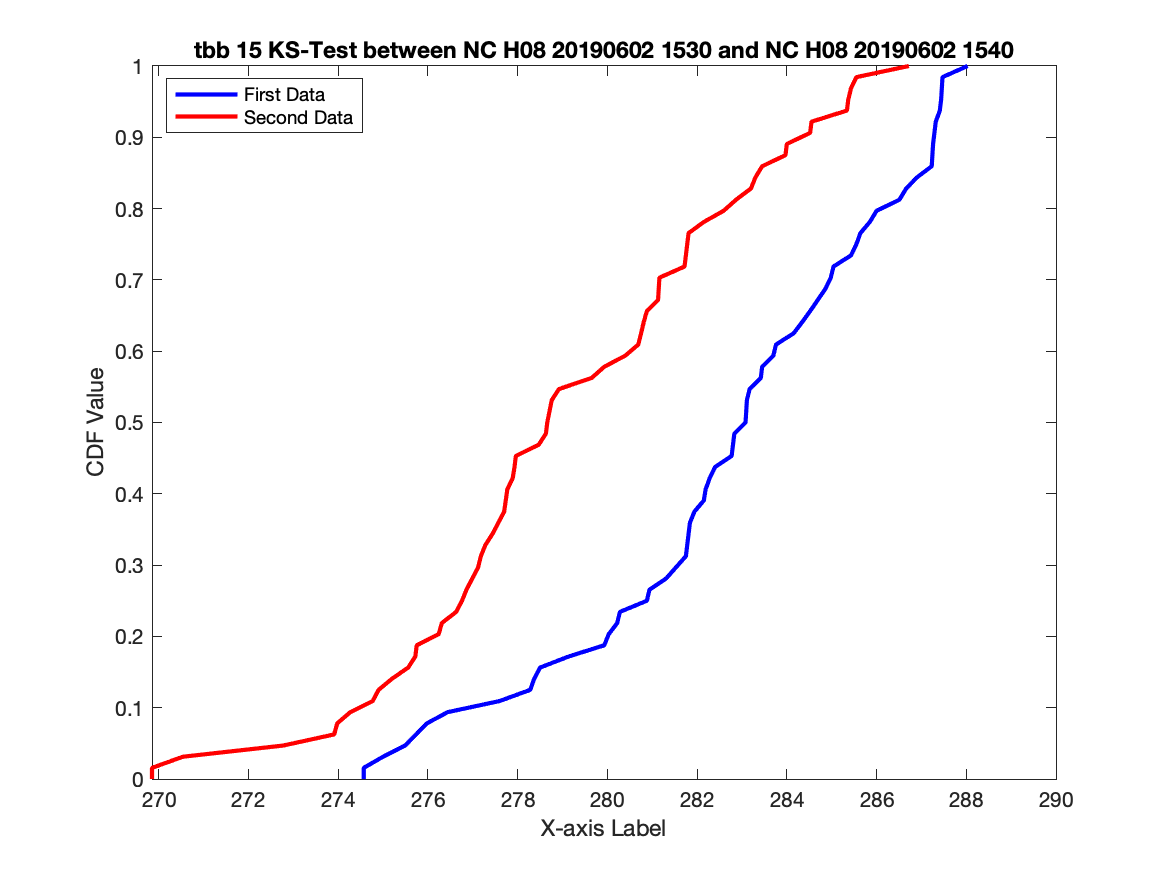 tbb 15 KS-Test between NC H08 20190602 1530 and NC H08 20190602 1540
First Data
Second Data
CDF Value
1
0.9
0.8
0.7
0.6
0.5
0.4
0.3
0.2
0.1
0
270 272 274 276 278 280 282 284 286 288 290
X-axis Label